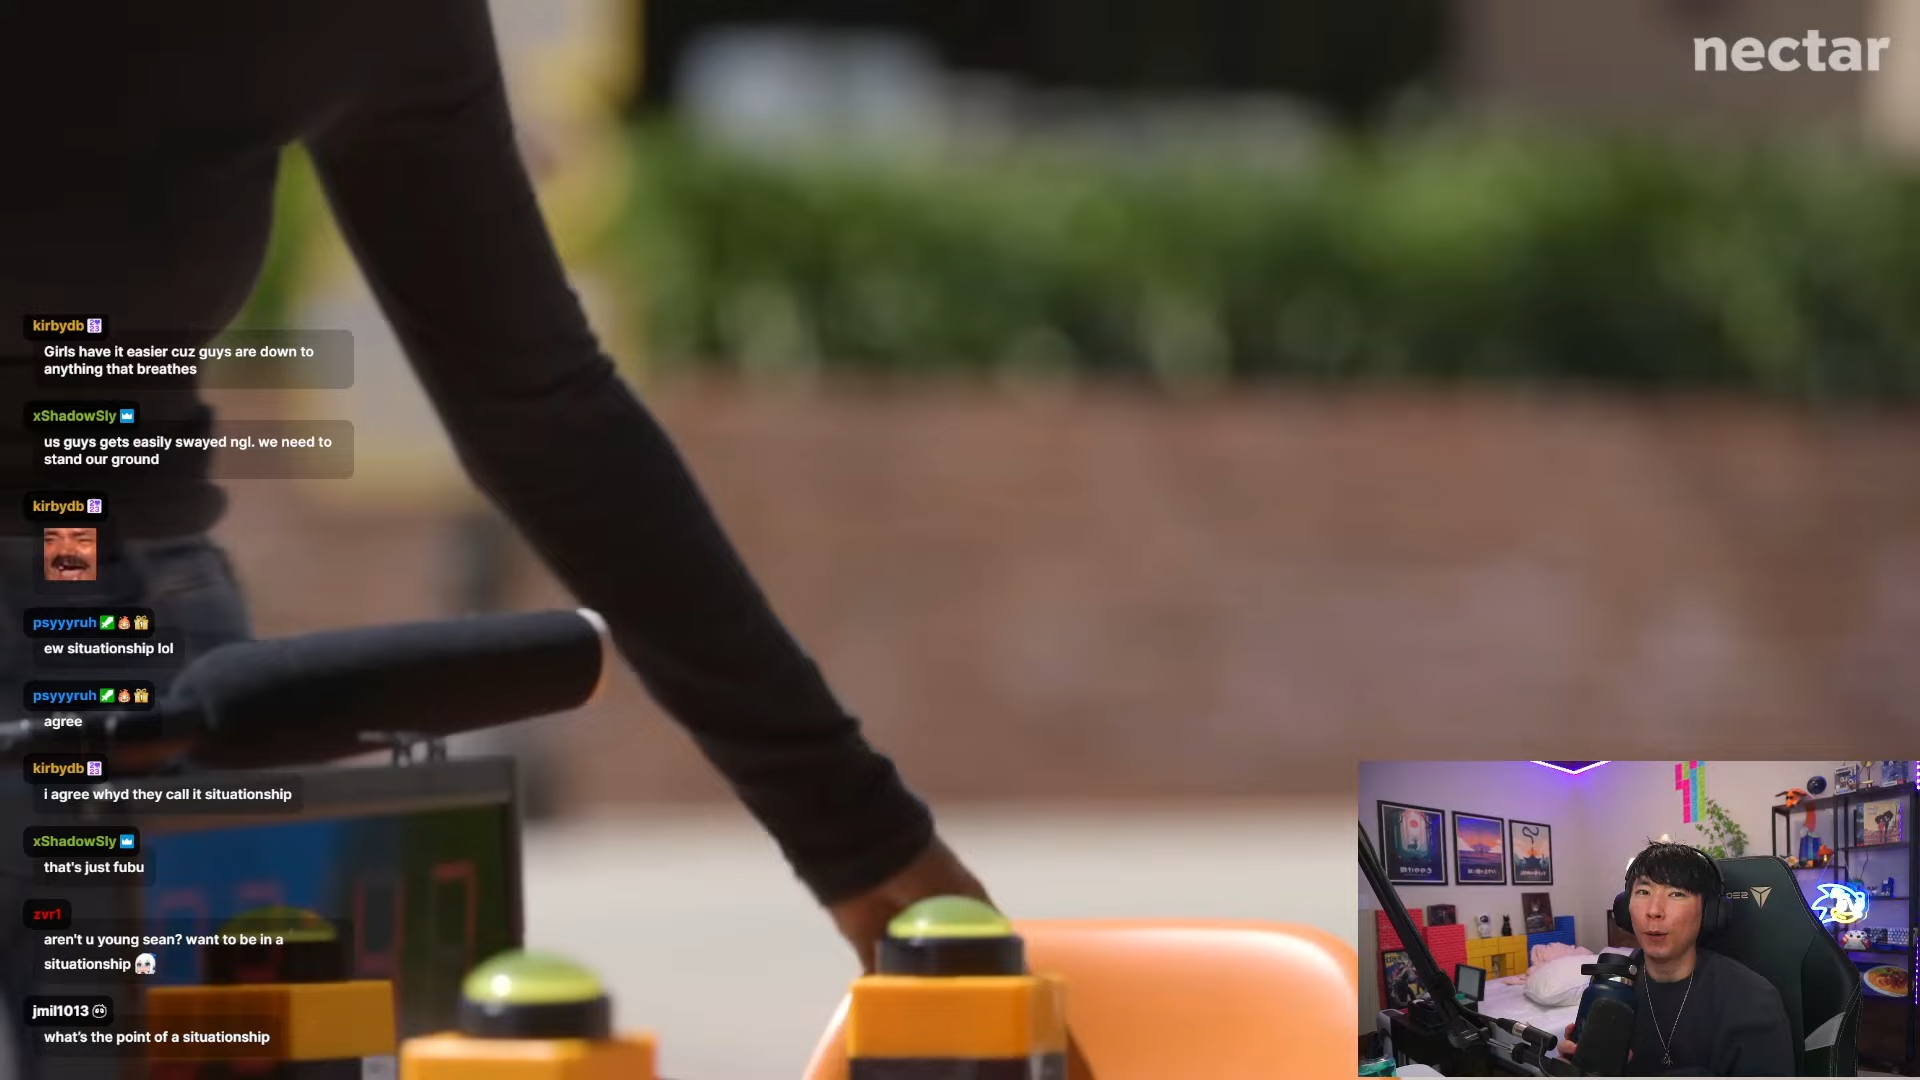 nectar
kirbydb
Girls have it easier cuz guys are down to
anything that breathes
xShadowSly
us guys gets easily swayed ngl. we need to
stand our ground
kirbydb
psyyyruh
ew situationship lol
psyyyruh
agree
kirbydb
i agree whyd they call it situationship
xShadowSly
that's just fubu
zvr1
aren't u young sean? want to be in a
situationship
jmil1013
what's the point of a situationship